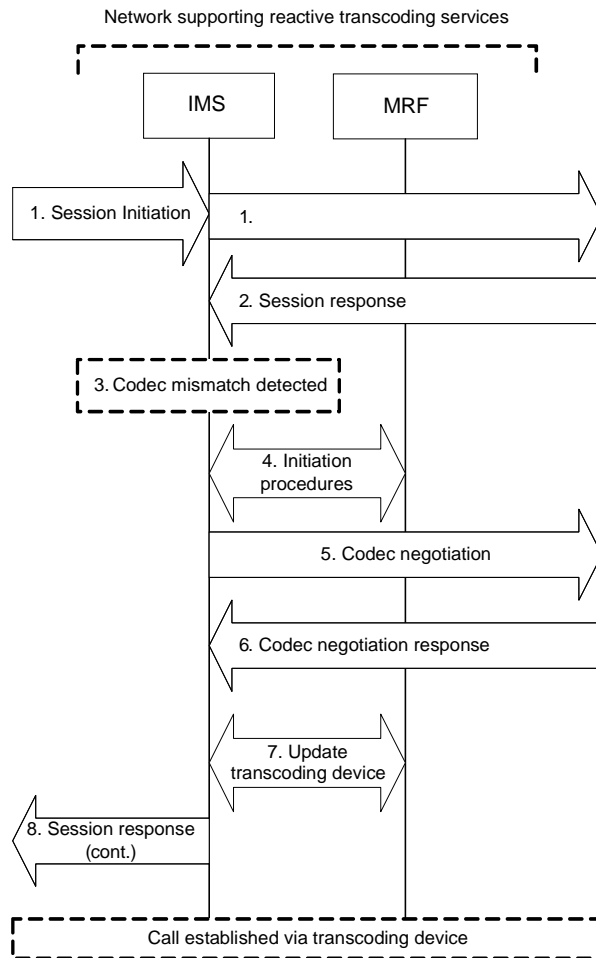 Network supporting reactive transcoding services
IMS
MRF
1. Session Initiation
1.
2. Session response
3. Codec mismatch detected
4. Initiation
procedures
5. Codec negotiation
6. Codec negotiation response
7. Update
transcoding device
8. Session response
(cont.)
Call established via transcoding device